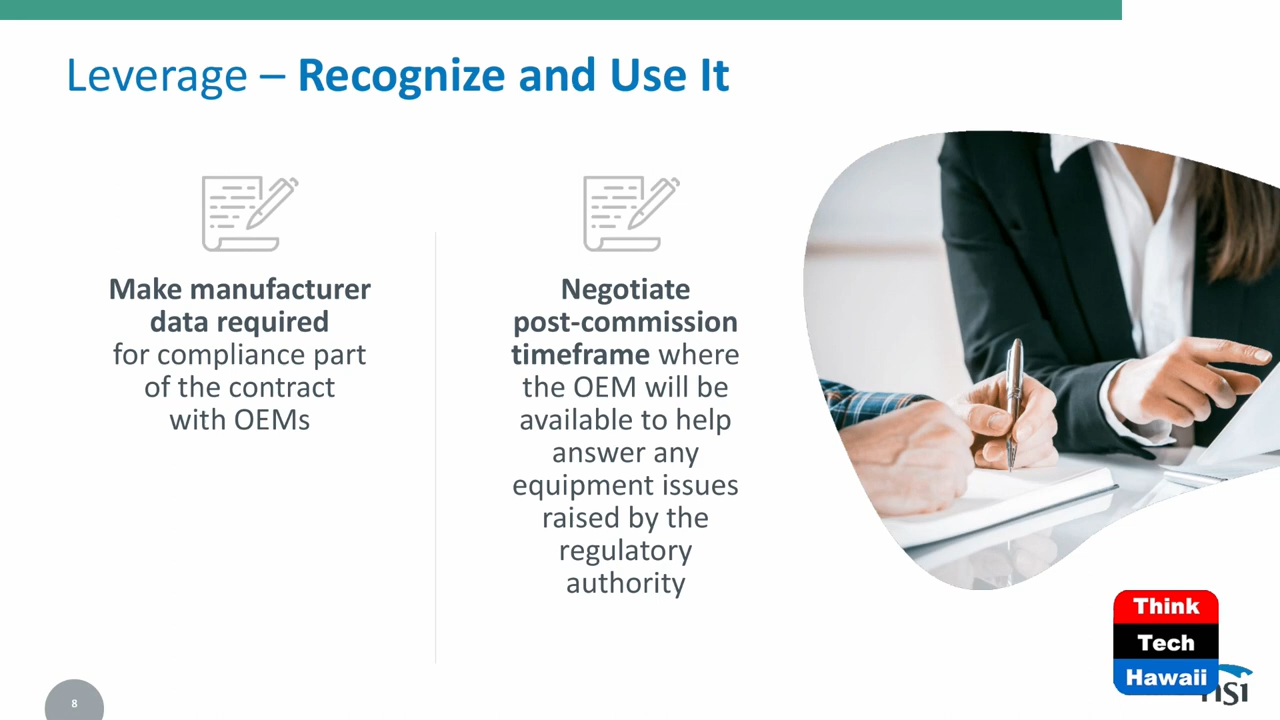 Leverage – Recognize and Use It
Make manufacturer
data required
for compliance part
of the contract
with OEMs
Negotiate
post-commission
timeframe where
the OEM will be
available to help
answer any
equipment issues
raised by the
regulatory
authority
Think
Tech
Hawaii
8